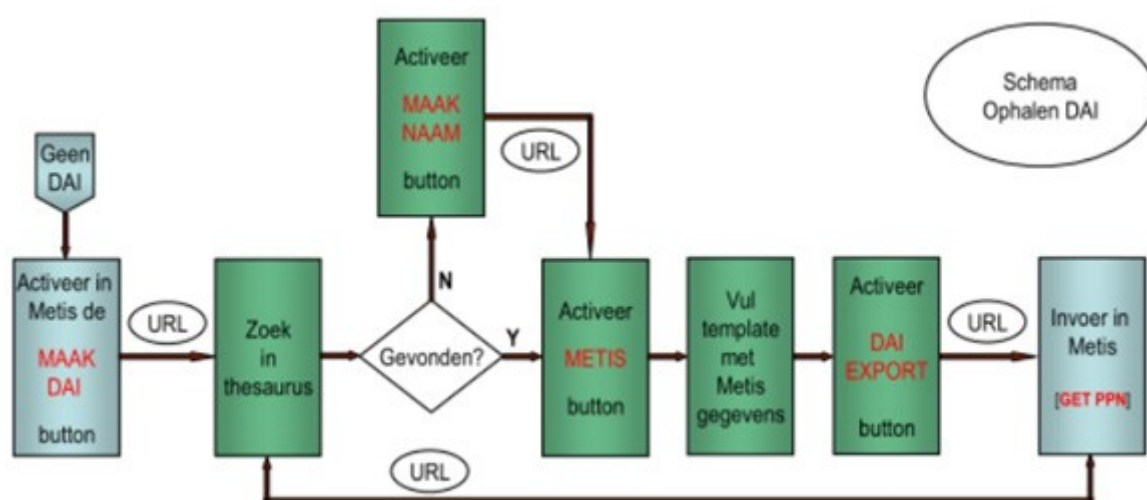 Activeer
MAAK
NAAM
button
URL
Schema
Ophalen DAI
Geen
DAI
Activeer in
Metis de
MAAK
DAI
button
URL
Zoek
in
thesaurus
Gevonden?
N
Y
Activeer
METIS
button
Vul
template
met
Metis
gegevens
Activeer
DAI
EXPORT
button
URL
Invoer in
Metis
[GET PPN]
URL